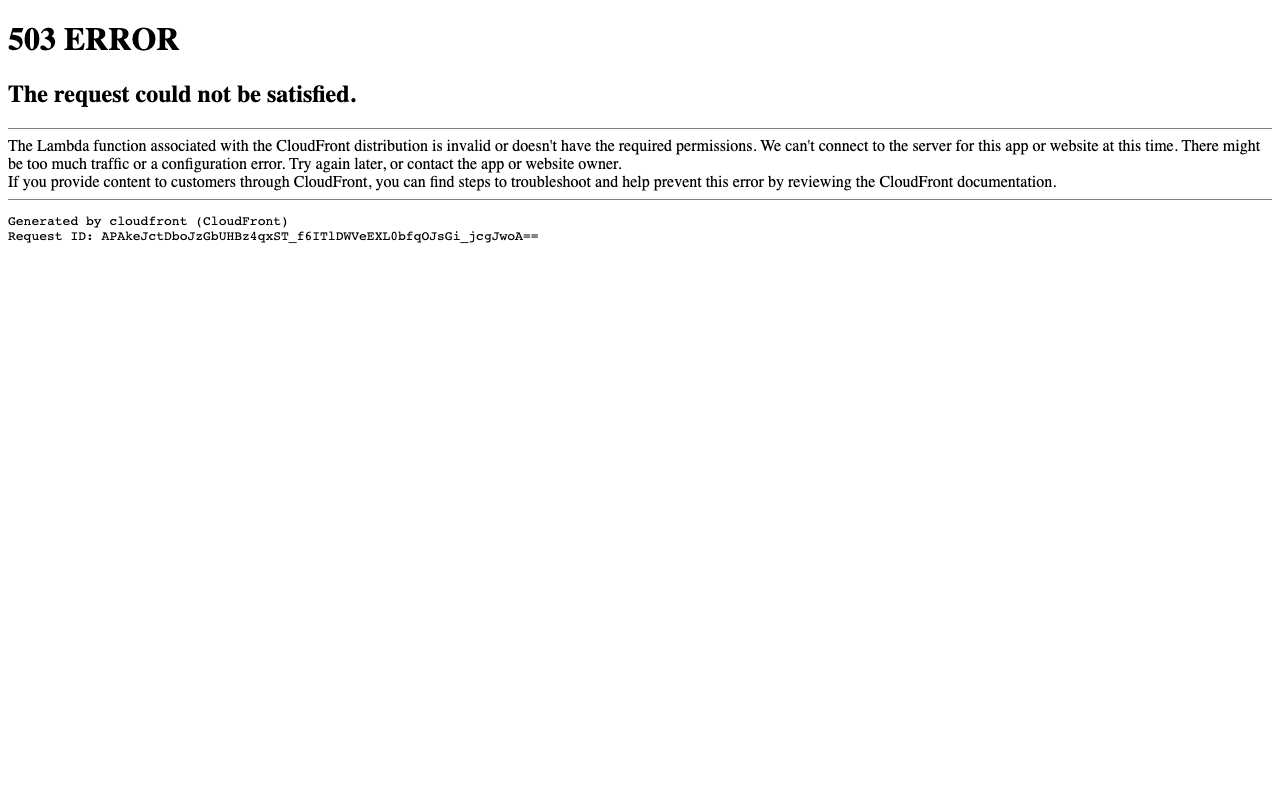 503 ERROR
The request could not be satisfied.
The Lambda function associated with the CloudFront distribution is invalid or doesn't have the required permissions. We can't connect to the server for this app or website at this time. There might
be too much traffic or a configuration error. Try again later, or contact the app or website owner.
If you provide content to customers through CloudFront, you can find steps to troubleshoot and help prevent this error by reviewing the CloudFront documentation.
Generated by cloudfront (CloudFront)
Request ID: APAkeJctDboJzGbUHBz4qxST_f6ITlDWVeEXL0bfqOJsGi_jcgJwoA==